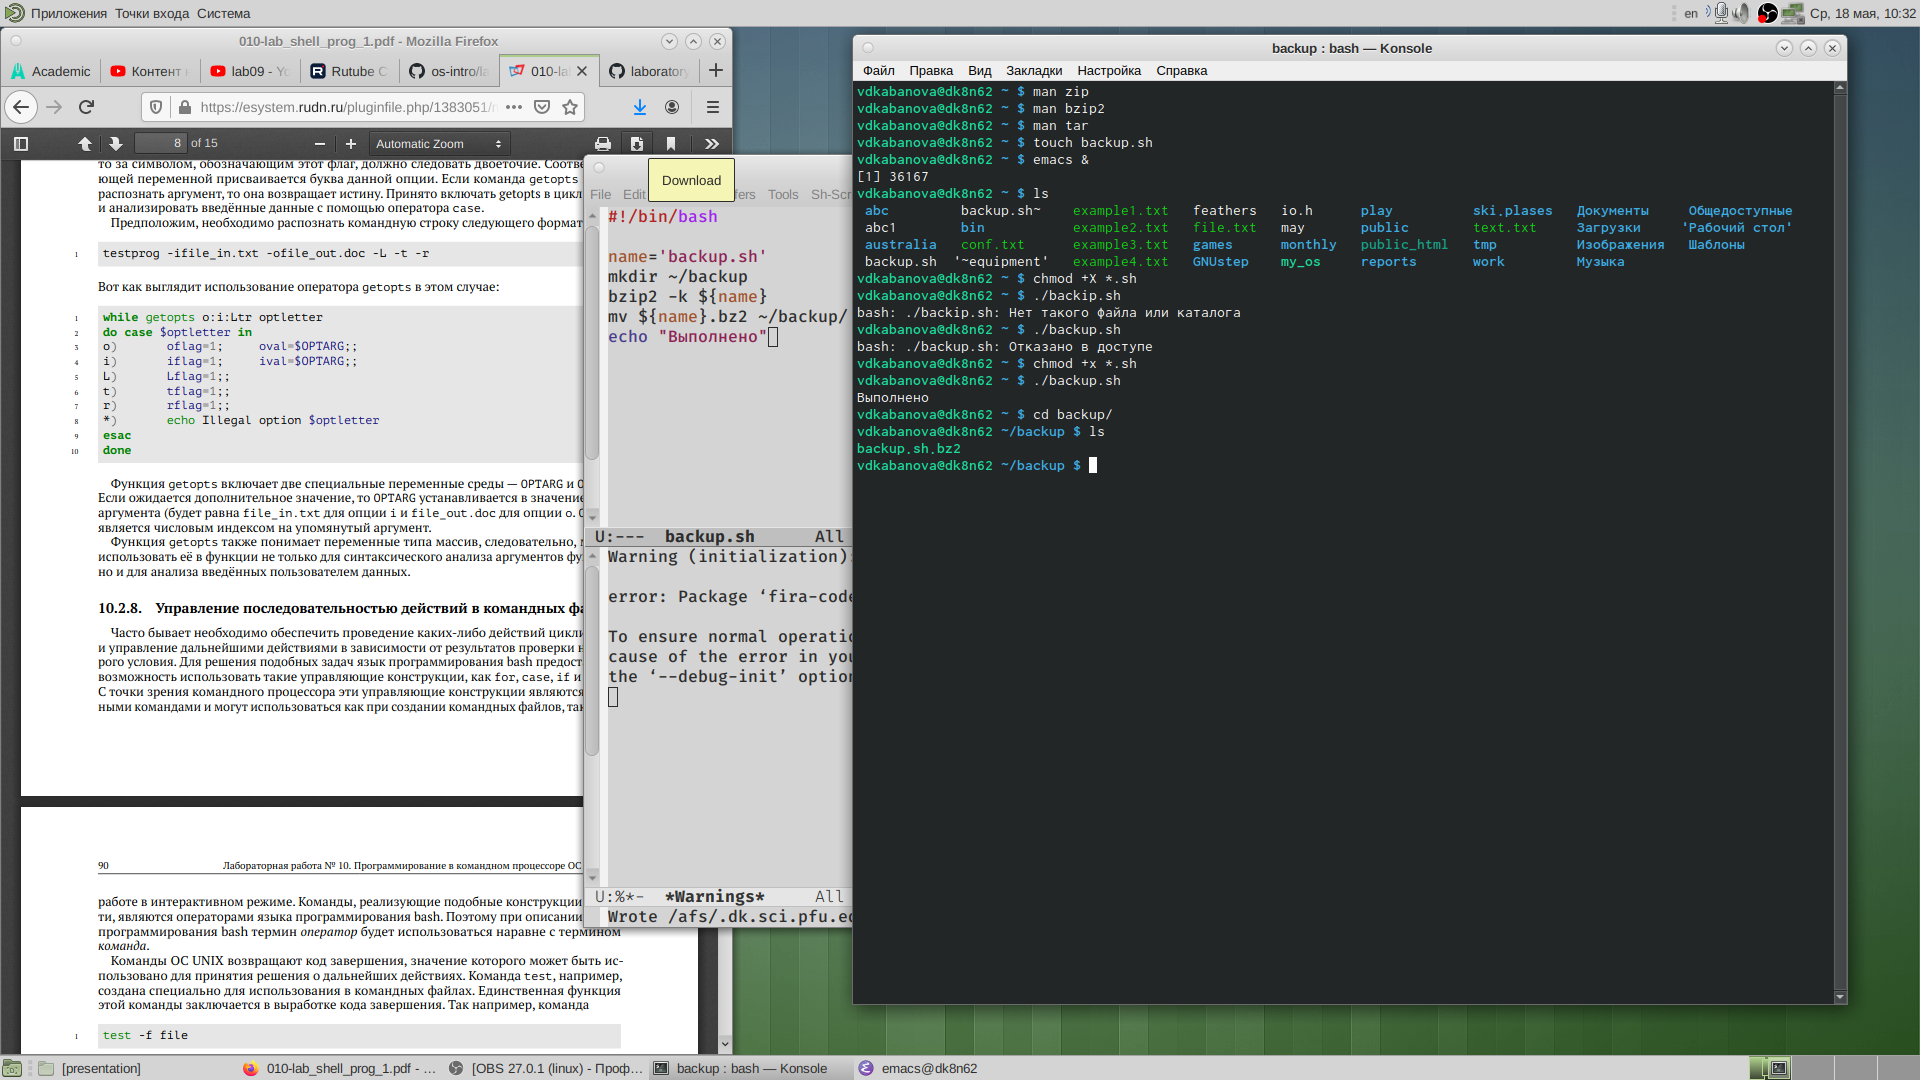 Приложения Точки входа Система
en
Ср, 18 мая, 10:32
010-lab_shell_prog_1.pdf - Mozilla Firefox
Academic
Контент
lab09 - Yo
Rutube
os-intro/la
010-la
laborator
https://esystem.rudn.ru/pluginfile.php/1383051/
8 of 15
Automatic Zoom
Download
то за символом, обозначающим этот флаг, должно следовать двоеточие. Соотве
ющей переменной присваивается буква данной опции. Если команда getopts
распознать аргумент, то она возвращает истину. Принято включать getopts в цикл
и анализировать введённые данные с помощью оператора case.
Предположим, необходимо распознать командную строку следующего формат
1 testprog -ifile_in.txt -ofile_out.doc -L -t -r
Вот как выглядит использование оператора getopts в этом случае:
1 while getopts o:i:Ltr optletter
2 do case $optletter in
3 o) oflag=1; oval=$OPTARG;;
4 i) iflag=1; ival=$OPTARG;;
5 L) Lflag=1;;
6 t) tflag=1;;
7 r) rflag=1;;
8 *) echo Illegal option $optletter
9 esac
10 done
Функция getopts включает две специальные переменные среды — OPTARG и O
Если ожидается дополнительное значение, то OPTARG устанавливается в значение
аргумента (будет равна file_in.txt для опции i и file_out.doc для опции o. O
является числовым индексом на упомянутый аргумент.
Функция getopts также понимает переменные типа массив, следовательно,
использовать её в функции не только для синтаксического анализа аргументов фу
но и для анализа введённых пользователем данных.
10.2.8. Управление последовательностью действий в командных фа
Часто бывает необходимо обеспечить проведение каких-либо действий цикли
и управление дальнейшими действиями в зависимости от результатов проверки н
рого условия. Для решения подобных задач язык программирования bash предост
возможность использовать такие управляющие конструкции, как for, case, if и
С точки зрения командного процессора эти управляющие конструкции являются
ными командами и могут использоваться как при создании командных файлов, так
90 Лабораторная работа № 10. Программирование в командном процессоре ОС
работе в интерактивном режиме. Команды, реализующие подобные конструкции
ти, являются операторами языка программирования bash. Поэтому при описании
программирования bash термин оператор будет использоваться наравне с термином
команда.
Команды ОС UNIX возвращают код завершения, значение которого может быть ис-
пользовано для принятия решения о дальнейших действиях. Команда test, например,
создана специально для использования в командных файлах. Единственная функция
этой команды заключается в выработке кода завершения. Так например, команда
1 test -f file
File Edit fers Tools Sh-Scr
#!/bin/bash
name='backup.sh'
mkdir ~/backup
bzip2 -k ${name}
mv ${name}.bz2 ~/backup/
echo "Выполнено"
U:--- backup.sh All
Warning (initialization):
error: Package ‘fira-code
To ensure normal operatio
cause of the error in you
the ‘--debug-init’ option
U:%*- *Warnings* All
Wrote /afs/.dk.sci.pfu.ed
backup : bash — Konsole
Файл Правка Вид Закладки Настройка Справка
vdkabanova@dk8n62 ~ $ man zip
vdkabanova@dk8n62 ~ $ man bzip2
vdkabanova@dk8n62 ~ $ man tar
vdkabanova@dk8n62 ~ $ touch backup.sh
vdkabanova@dk8n62 ~ $ emacs &
[1] 36167
vdkabanova@dk8n62 ~ $ ls
abc backup.sh~ example1.txt feathers io.h play ski.plases Документы Общедоступные
abc1 bin example2.txt file.txt may public text.txt Загрузки 'Рабочий стол'
australia conf.txt example3.txt games monthly public_html tmp Изображения Шаблоны
backup.sh '~equipment' example4.txt GNUstep my_os reports work Музыка
vdkabanova@dk8n62 ~ $ chmod +X *.sh
vdkabanova@dk8n62 ~ $ ./backip.sh
bash: ./backip.sh: Нет такого файла или каталога
vdkabanova@dk8n62 ~ $ ./backup.sh
bash: ./backup.sh: Отказано в доступе
vdkabanova@dk8n62 ~ $ chmod +x *.sh
vdkabanova@dk8n62 ~ $ ./backup.sh
Выполнено
vdkabanova@dk8n62 ~ $ cd backup/
vdkabanova@dk8n62 ~/backup $ ls
backup.sh.bz2
vdkabanova@dk8n62 ~/backup $
[presentation]
010-lab_shell_prog_1.pdf - ...
[OBS 27.0.1 (linux) - Проф...
backup : bash — Konsole
emacs@dk8n62